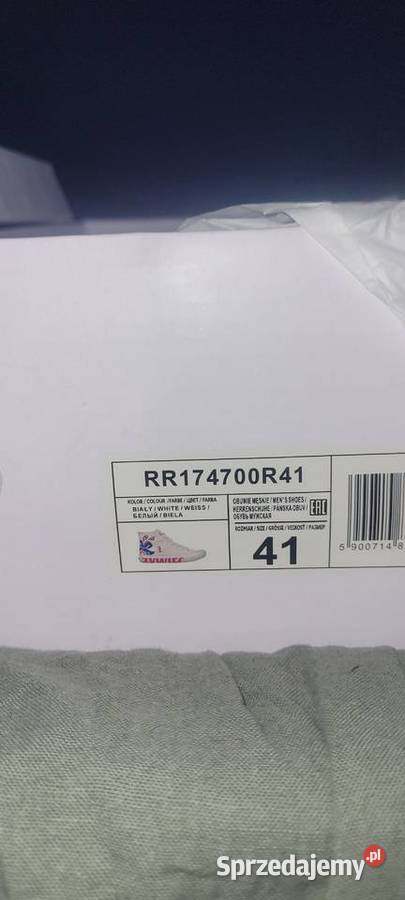 RR174700R41
KOLOR / COLOUR / FARBE / ЦВЕТ / FARBA
BIAŁY / WHITE / WEISS /
БЕЛЫЙ / BIELA
OBUWIE MĘSKIE / MEN'S SHOES /
HERRENSCHUHE / PANSKA OBUV /
ОБУВЬ МУЖСКАЯ
EAC
ROZMIAR / SIZE / GRÖSSE / VEĽKOSŤ / РАЗМЕР
41
5 900714 8
Sprzedajemy.pl